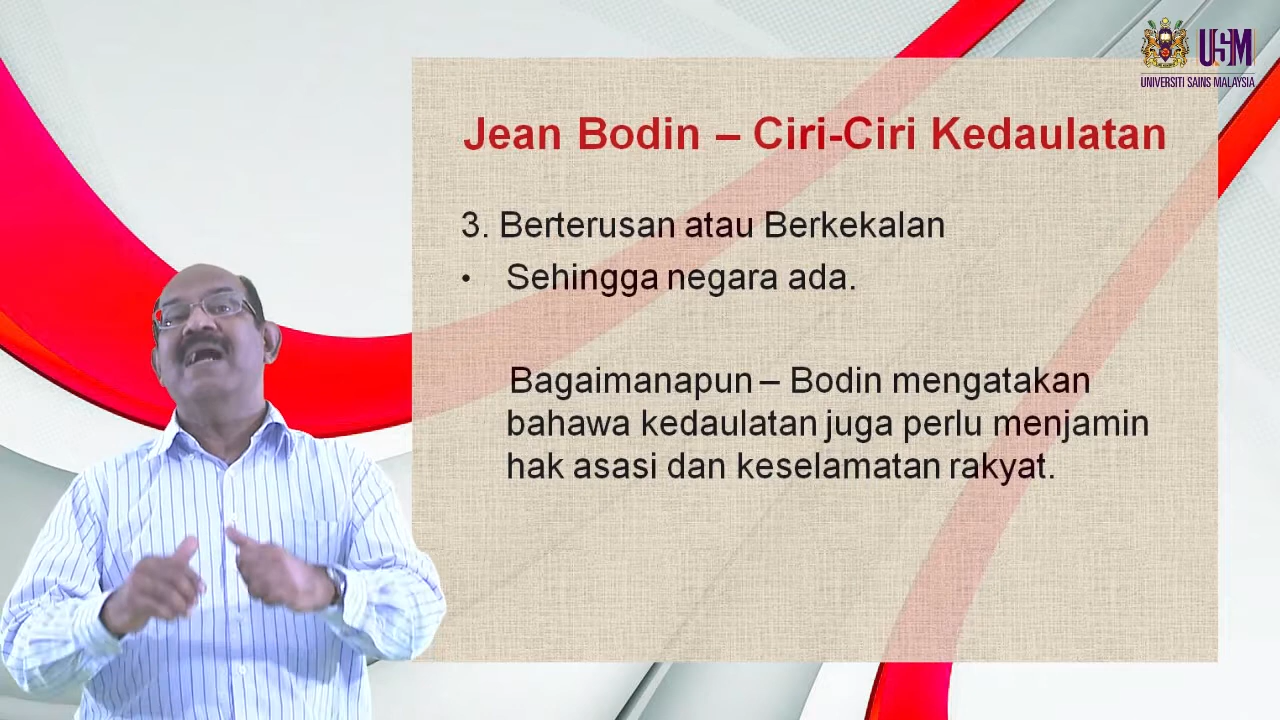 USM
UNIVERSITI SAINS MALAYSIA
Jean Bodin – Ciri-Ciri Kedaulatan
3. Berterusan atau Berkekalan
• Sehingga negara ada.
Bagaimanapun – Bodin mengatakan
bahawa kedaulatan juga perlu menjamin
hak asasi dan keselamatan rakyat.